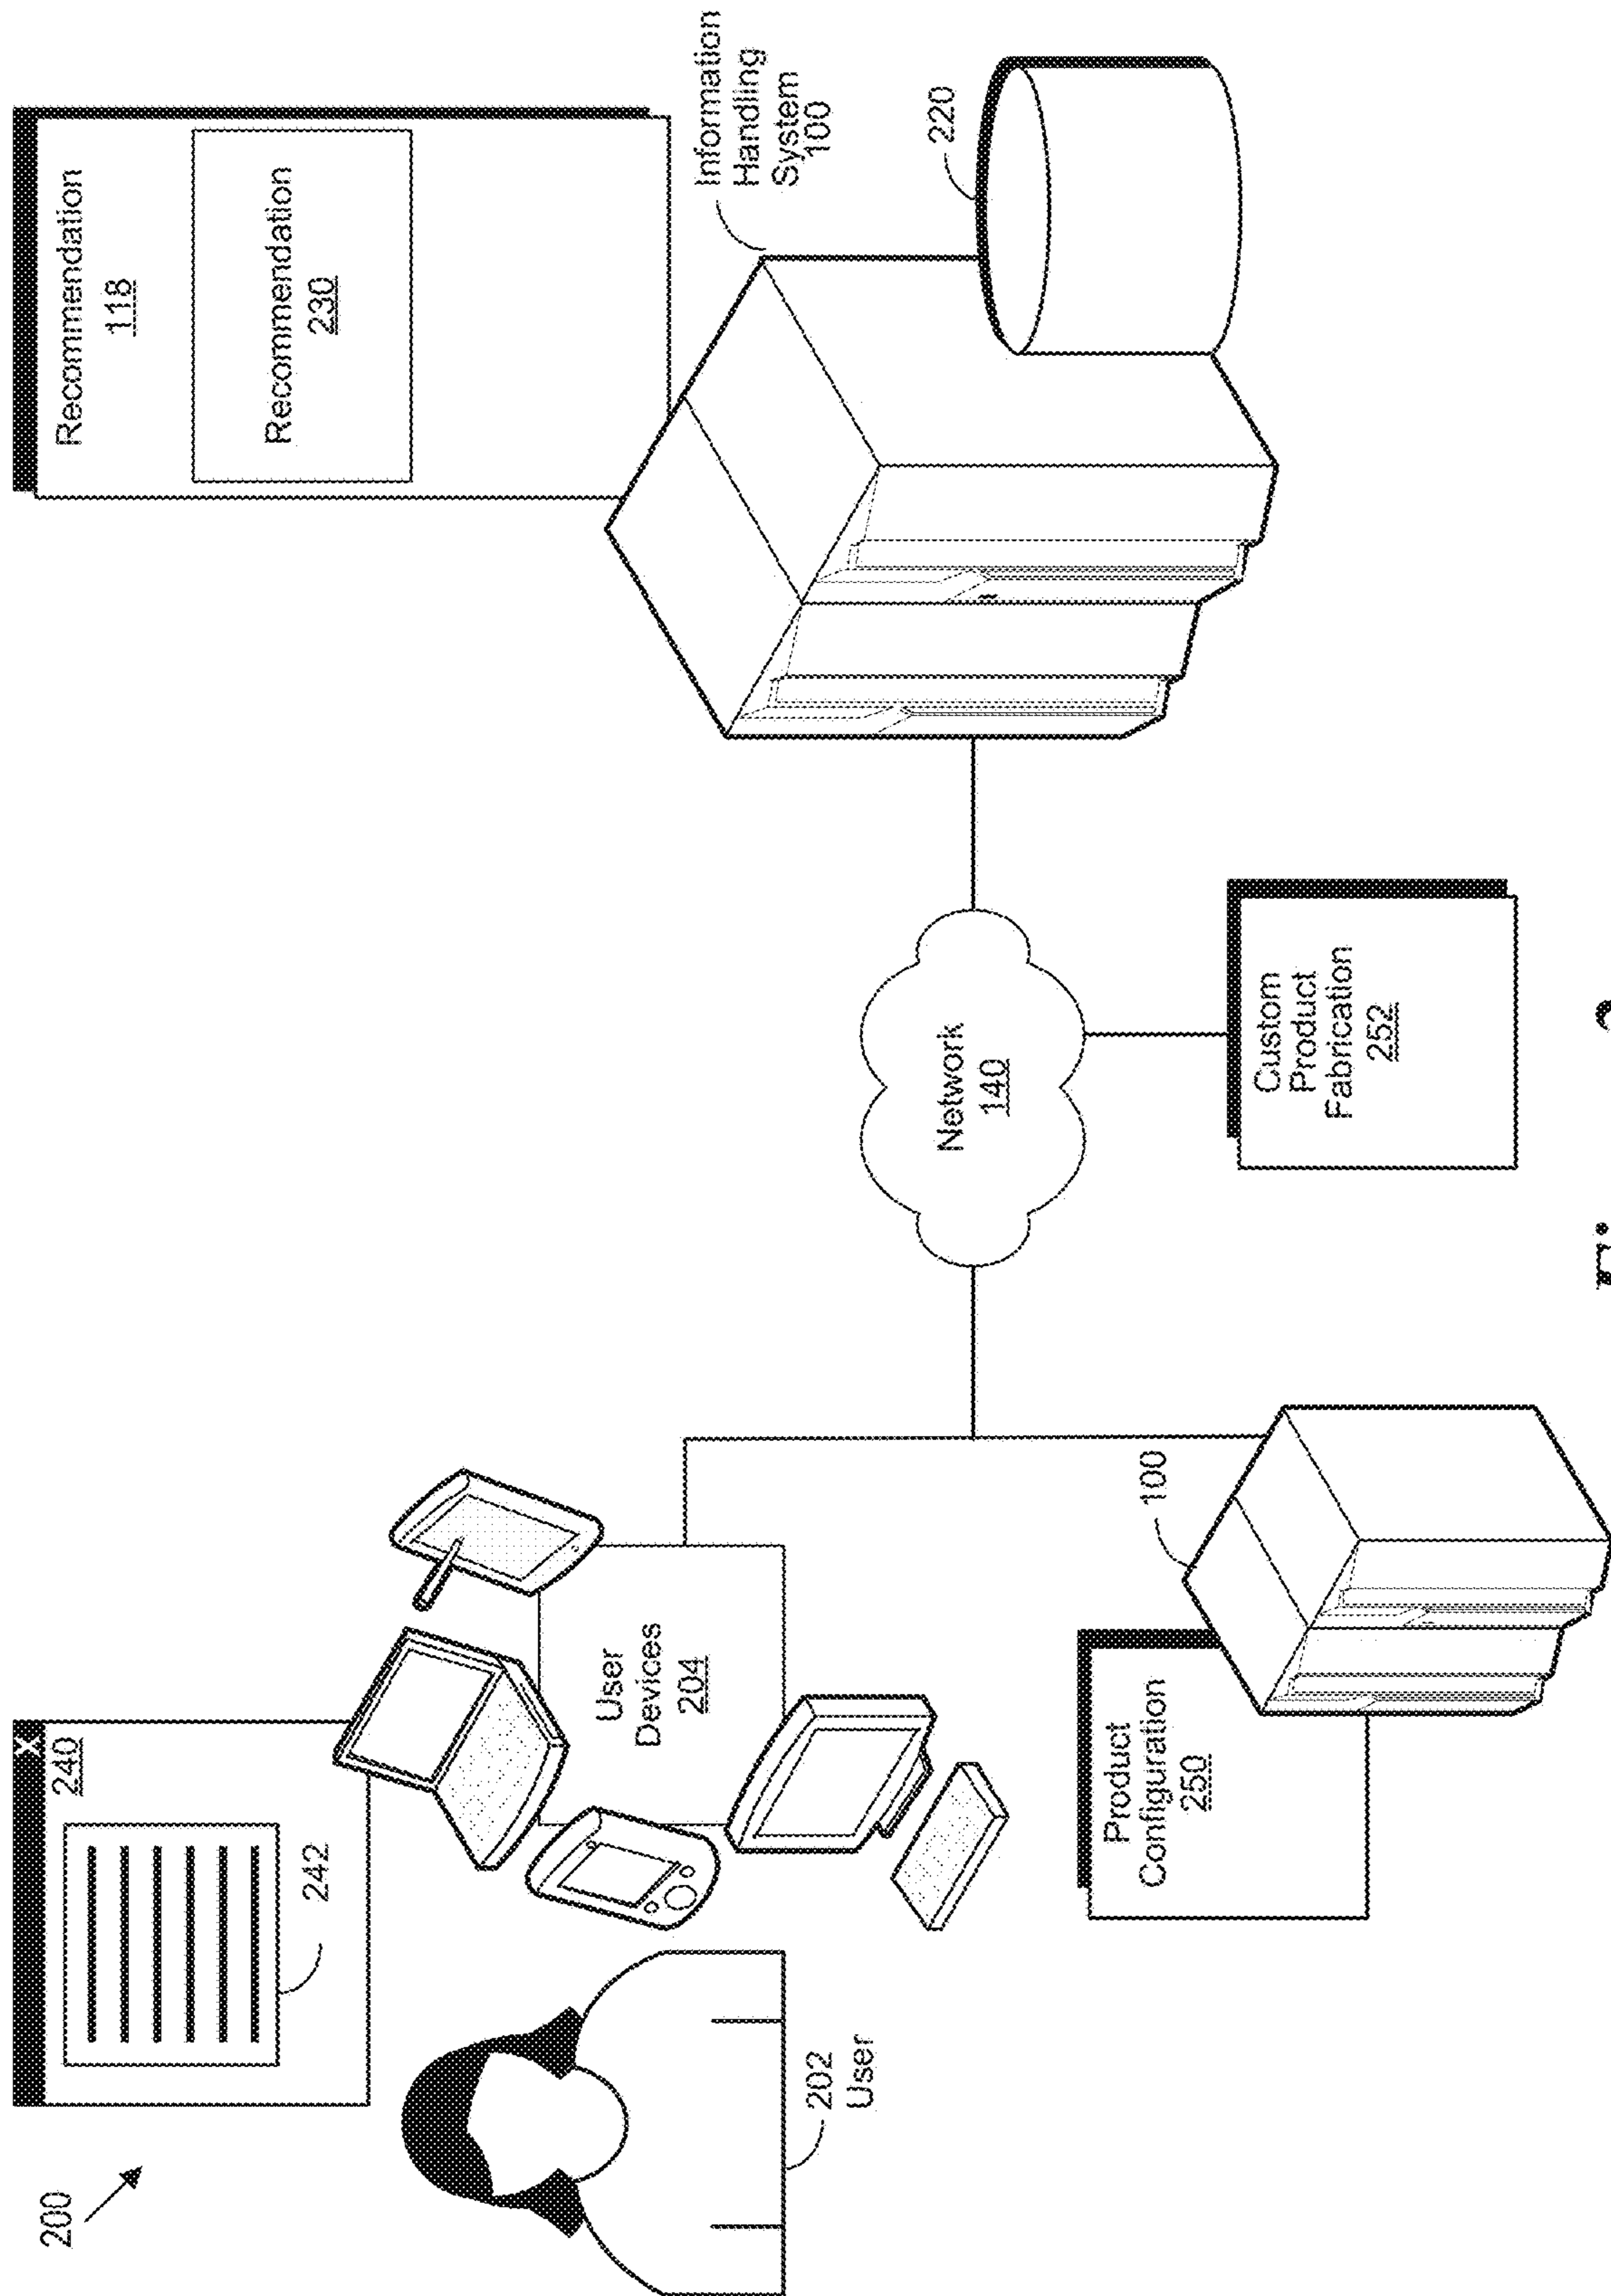 200
X
240
242
202
User
User
Devices
204
Product
Configuration
250
100
Network
140
Custom
Product
Fabrication
252
Recommendation
118
Recommendation
230
Information
Handling
System
100
220